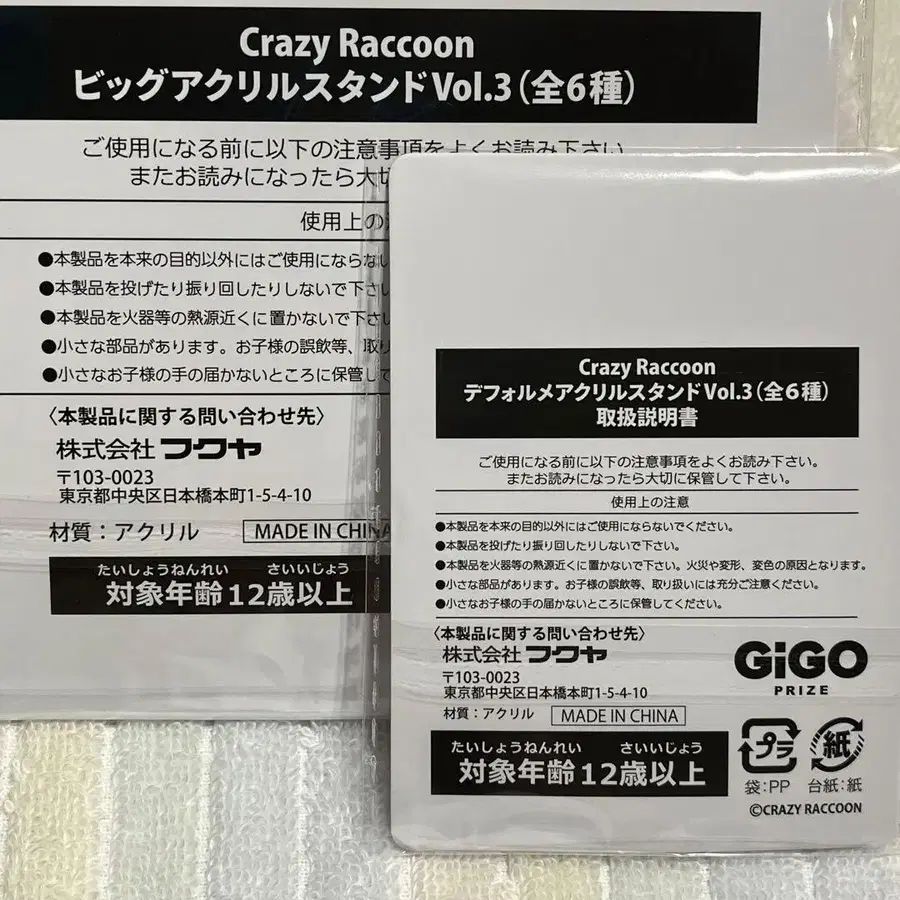 Crazy Raccoon
ビッグアクリルスタンドVol.3(全6種)
ご使用になる前に以下の注意事項をよくお読み下さい
またお読みになったら大切
使用上の
●本製品を本来の目的以外にはご使用にならない
●本製品を投げたり振り回したりしないで下さい
●本製品を火器等の熱源近くに置かないで下さい
●小さな部品があります。お子様の誤飲等、取り
●小さなお子様の手の届かないところに保管して
〈本製品に関する問い合わせ先〉
株式会社 フクヤ
〒103-0023
東京都中央区日本橋本町1-5-4-10
材質:アクリル MADE IN CHINA
たいしょうねんれい さいいじょう
対象年齢12歳以上
Crazy Raccoon
デフォルメアクリルスタンドVol.3(全6種)
取扱説明書
ご使用になる前に以下の注意事項をよくお読み下さい。
またお読みになったら大切に保管して下さい。
使用上の注意
●本製品を本来の目的以外にはご使用にならないでください。
●本製品を投げたり振り回したりしないで下さい。
●本製品を火器等の熱源近くに置かないで下さい。火災や変形、変色の原因となります。
●小さな部品があります。お子様の誤飲等、取り扱いには充分ご注意ください。
●小さなお子様の手の届かないところに保管してください。
〈本製品に関する問い合わせ先〉
株式会社 フクヤ
〒103-0023
東京都中央区日本橋本町1-5-4-10
材質:アクリル MADE IN CHINA
たいしょうねんれい さいいじょう
対象年齢12歳以上
GiGO
PRIZE
プラ 紙
袋:PP 台紙:紙
©CRAZY RACCOON